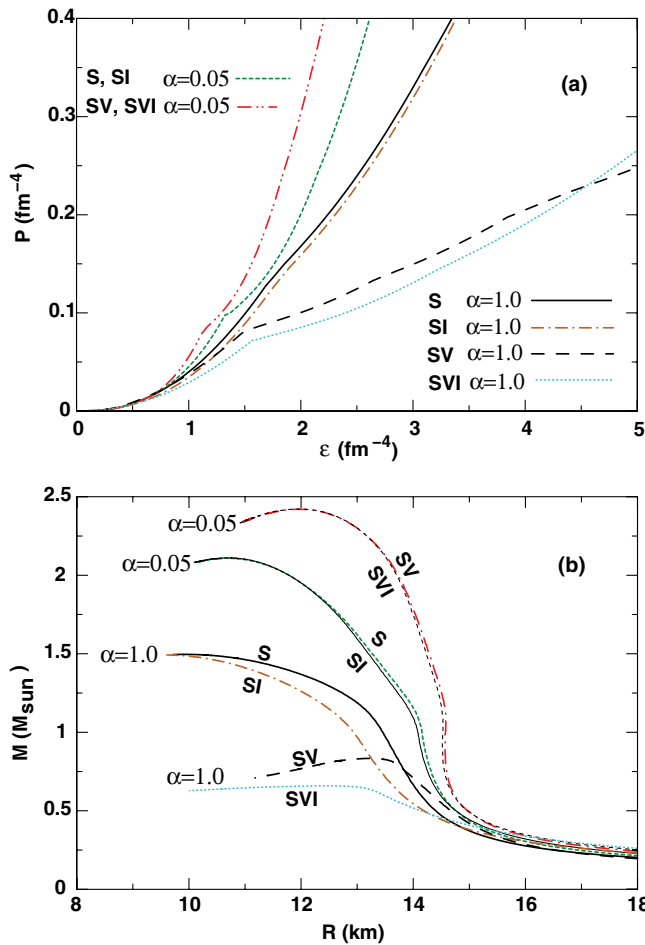 0.4
S, SI α=0.05
(a)
SV, SVI α=0.05
0.3
P (fm⁻⁴)
0.2
0.1
S α=1.0
SI α=1.0
SV α=1.0
SVI α=1.0
0
0 1 2 3 4 5
ε (fm⁻⁴)
2.5
α=0.05
SV
(b)
SVI
α=0.05
2
S
SI
1.5
S
α=1.0
SI
M (Msun)
1
SV
α=1.0
SVI
0.5
0
8 10 12 14 16 18
R (km)